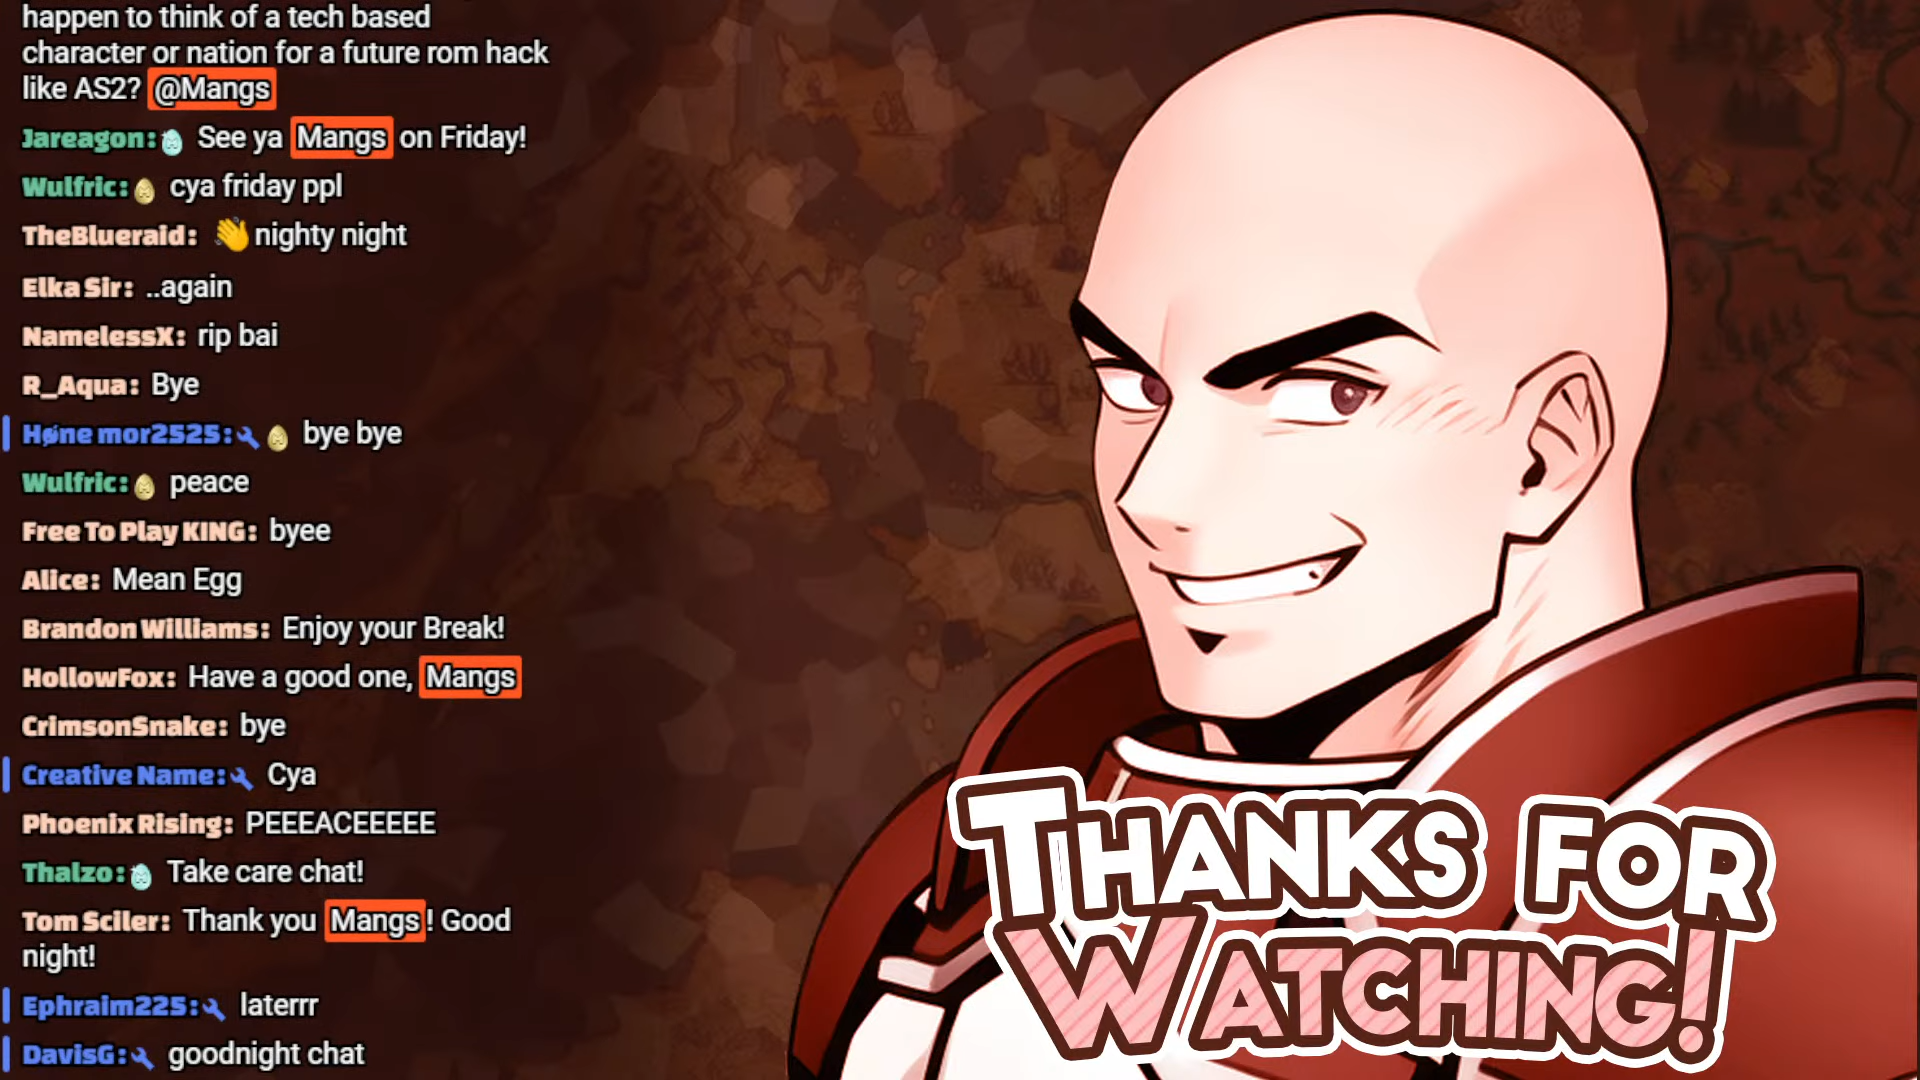 happen to think of a tech based
character or nation for a future rom hack
like AS2? @Mangs
Jareagon: See ya Mangs on Friday!
Wulfric: cya friday ppl
TheBlueraid: 👋 nighty night
Elka Sir: ..again
NamelessX: rip bai
R_Aqua: Bye
Høne mor2525: bye bye
Wulfric: peace
Free To Play KING: byee
Alice: Mean Egg
Brandon Williams: Enjoy your Break!
HollowFox: Have a good one, Mangs
CrimsonSnake: bye
Creative Name: Cya
Phoenix Rising: PEEEACEEEEE
Thalzo: Take care chat!
Tom Sciler: Thank you Mangs! Good
night!
Ephraim225: laterrr
DavisG: goodnight chat
THANKS FOR
WATCHING!